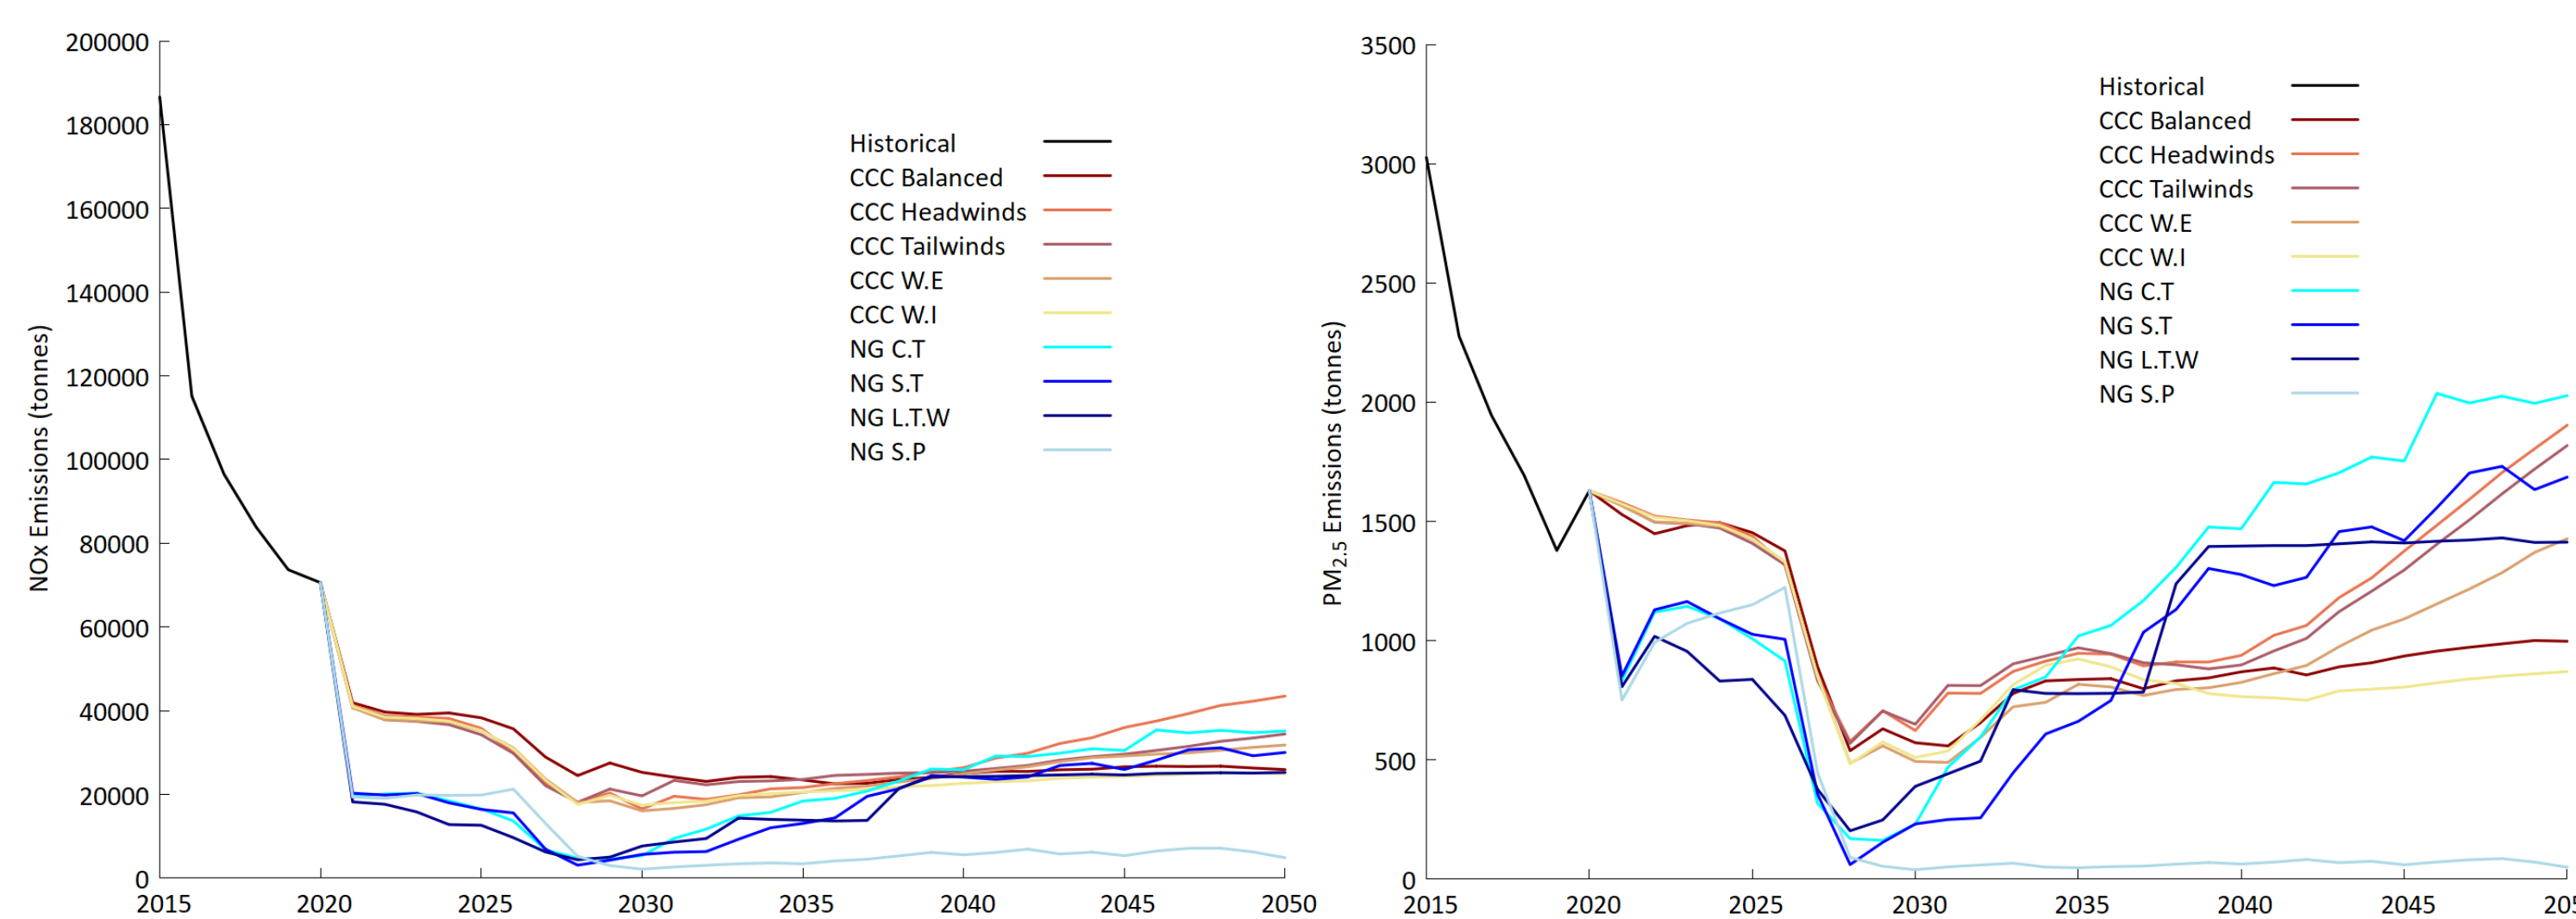 200000
180000
160000
140000
120000
100000
80000
60000
40000
20000
0
NOx Emissions (tonnes)
2015 2020 2025 2030 2035 2040 2045 2050
Historical
CCC Balanced
CCC Headwinds
CCC Tailwinds
CCC W.E
CCC W.I
NG C.T
NG S.T
NG L.T.W
NG S.P
3500
3000
2500
2000
1500
1000
500
0
PM2.5 Emissions (tonnes)
2015 2020 2025 2030 2035 2040 2045
Historical
CCC Balanced
CCC Headwinds
CCC Tailwinds
CCC W.E
CCC W.I
NG C.T
NG S.T
NG L.T.W
NG S.P